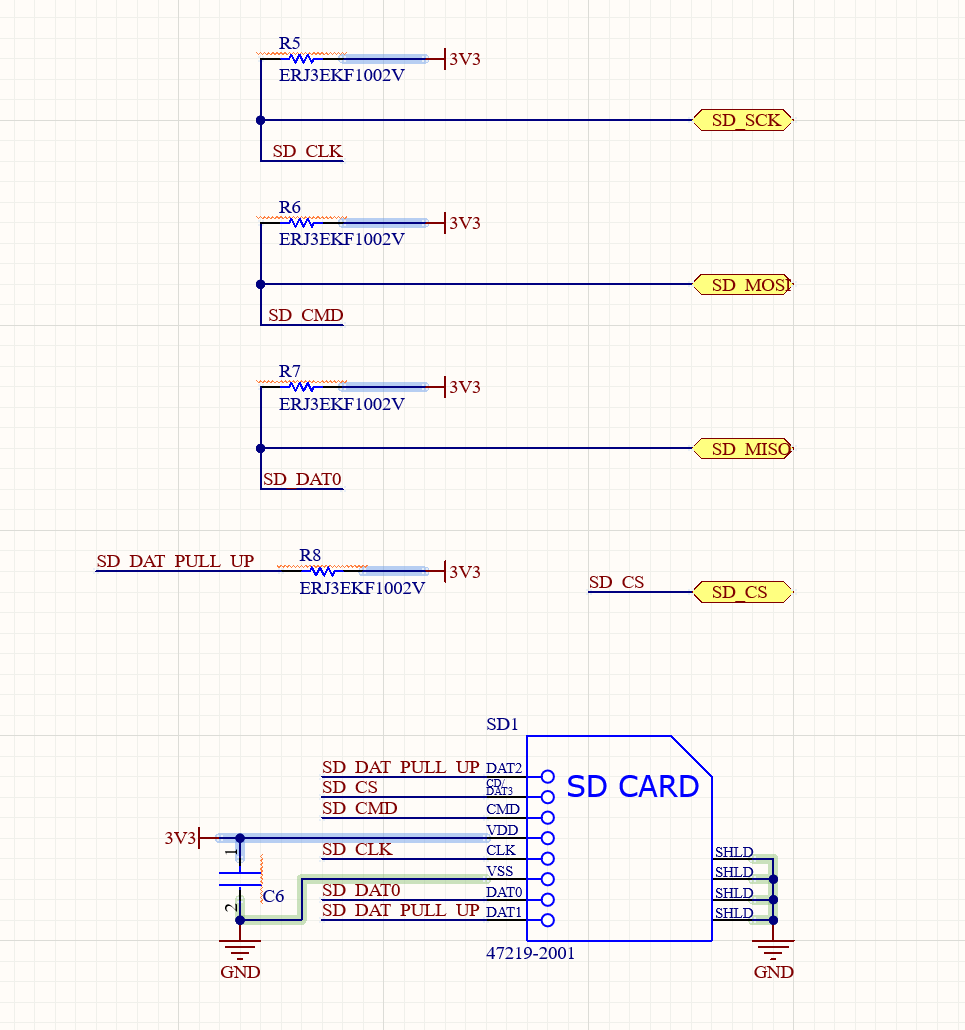 R5
3V3
ERJ3EKF1002V
SD_SCK
SD_CLK
R6
3V3
ERJ3EKF1002V
SD_MOSI
SD_CMD
R7
3V3
ERJ3EKF1002V
SD_MISO
SD_DAT0
SD_DAT_PULL_UP
R8
3V3
ERJ3EKF1002V
SD_CS
SD_CS
SD1
SD_DAT_PULL_UP DAT2
SD_CS CD/
DAT3
SD CARD
SD_CMD CMD
3V3
VDD
1
SD_CLK CLK
SHLD
VSS
SHLD
C6
SD_DAT0 DAT0
SHLD
2
SD_DAT_PULL_UP DAT1
SHLD
47219-2001
GND
GND